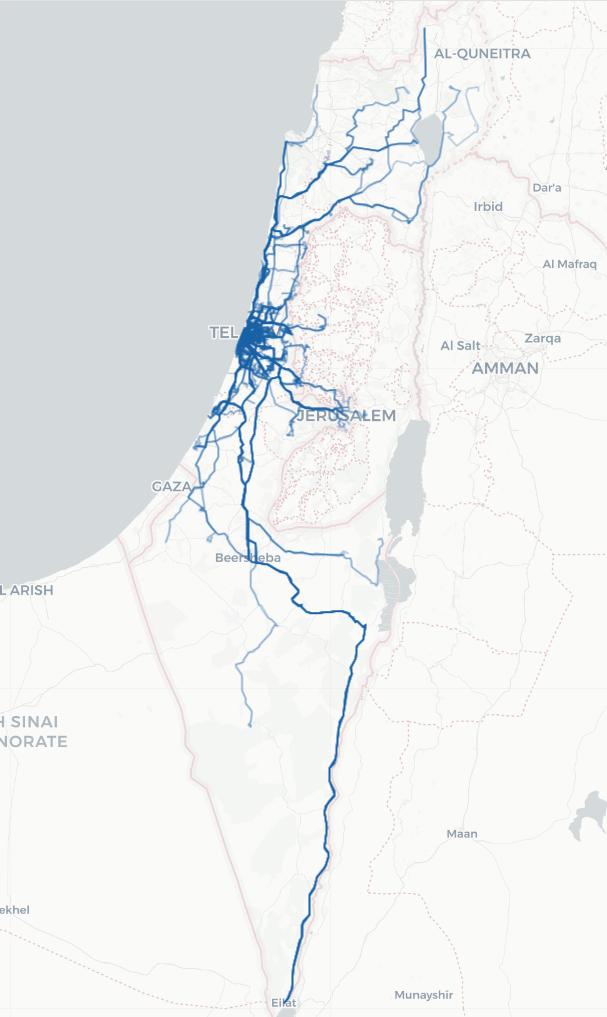 AL-QUNEITRA
Dar'a
Irbid
Al Mafraq
TEL
Al Salt
Zarqa
AMMAN
JERUSALEM
GAZA
Beersheba
L ARISH
H SINAI
NORATE
Maan
ekhel
Eilat
Munayshīr